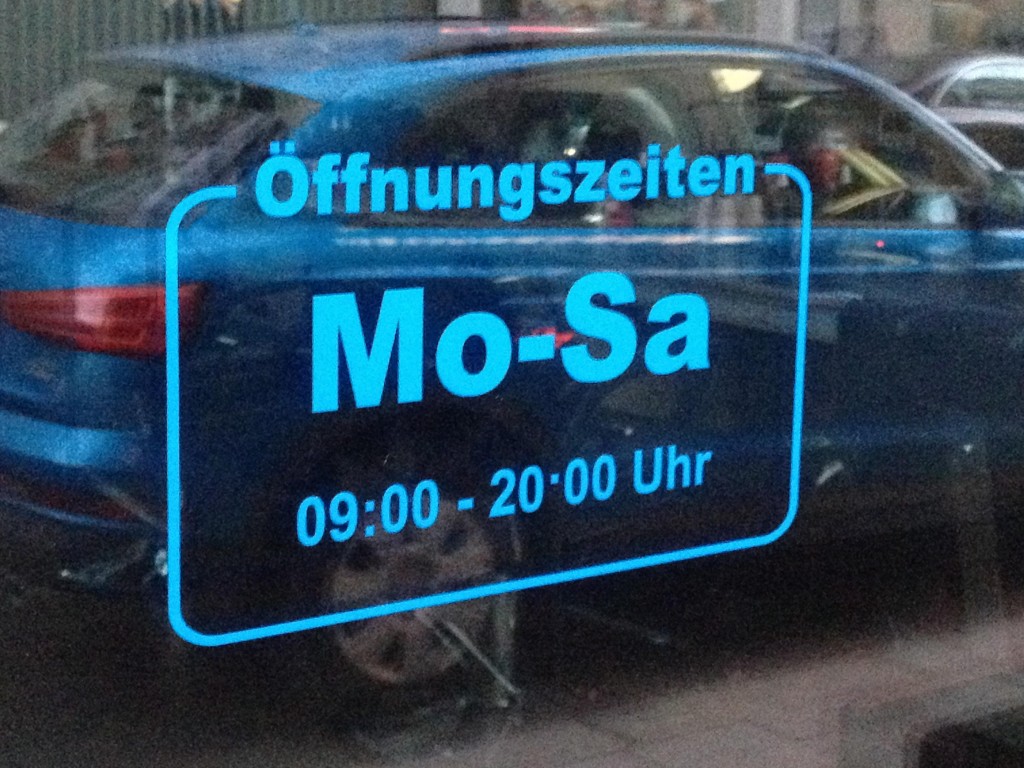 Öffnungszeiten
Mo-Sa
09:00 - 20:00 Uhr